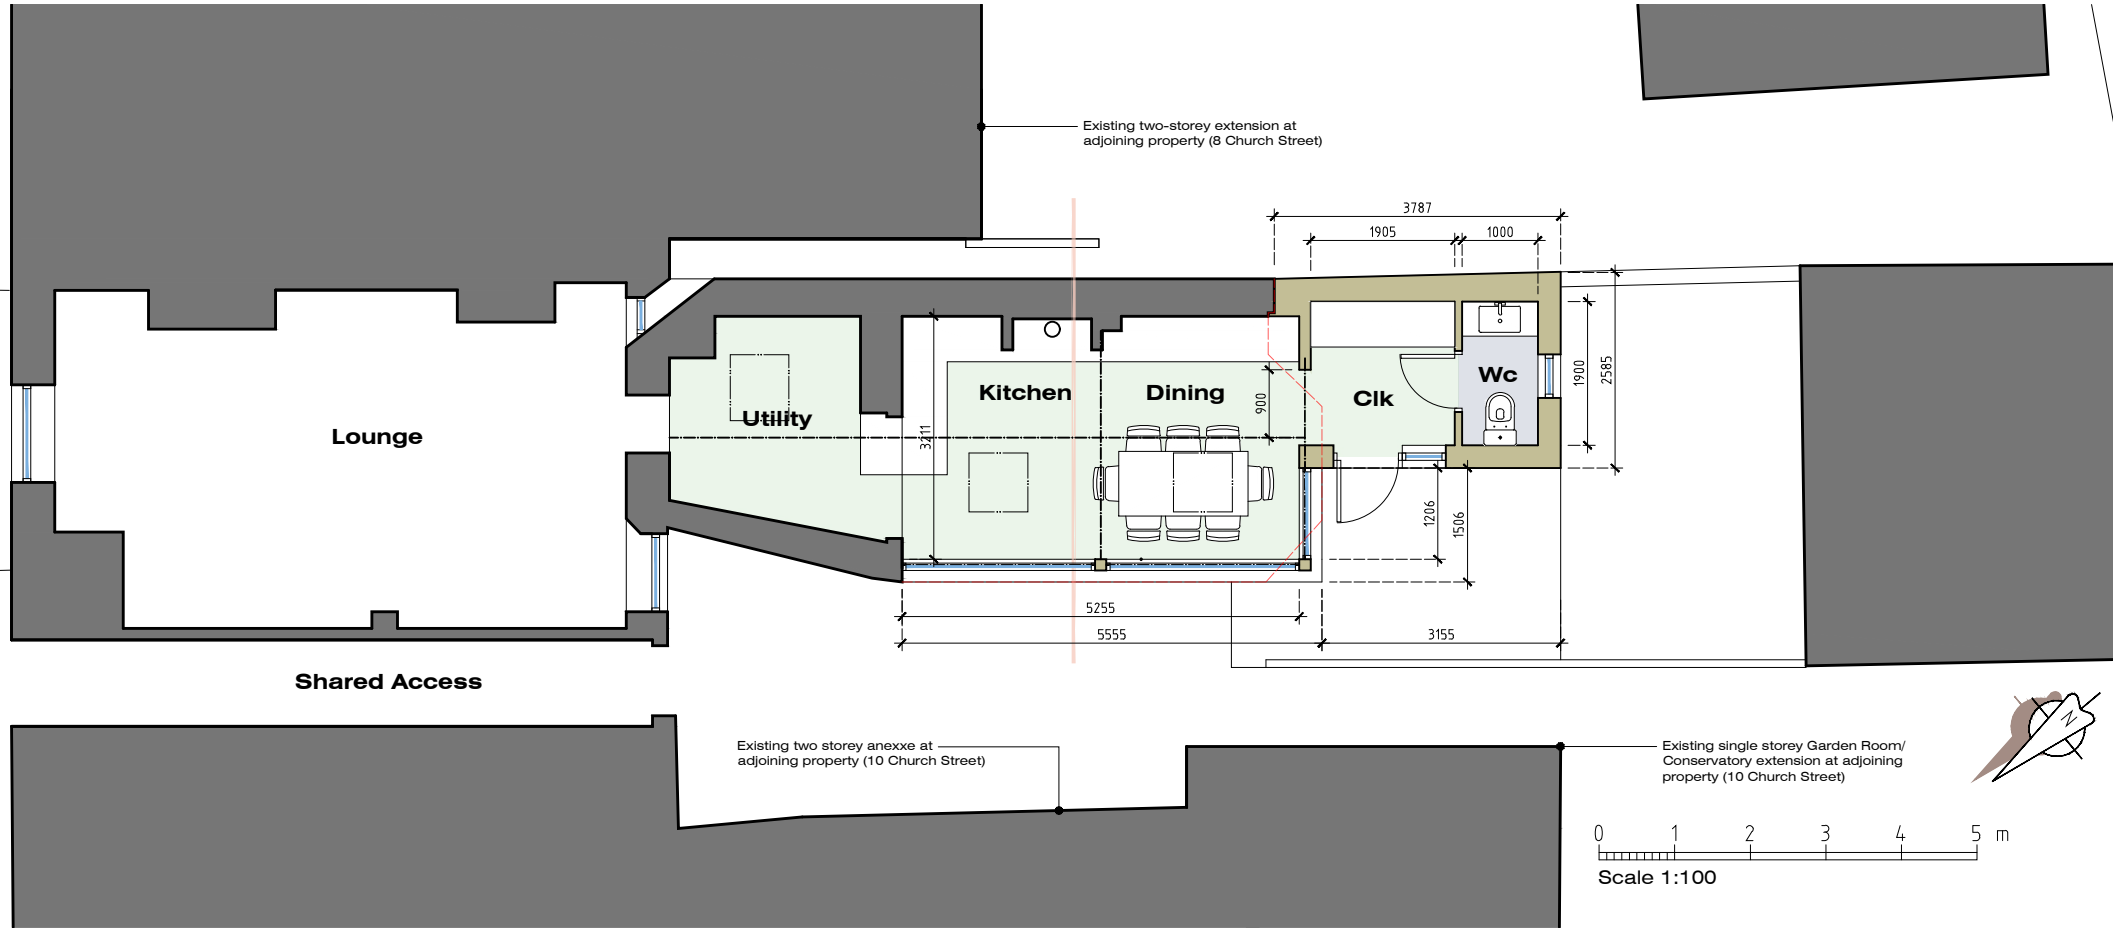 Existing two-storey extension at
adjoining property (8 Church Street)
3787
1905
1000
Kitchen
Dining
Clk
Wc
Utility
Lounge
3211
900
1900
2585
1206
1506
5255
5555
3155
Shared Access
Existing two storey anexxe at
adjoining property (10 Church Street)
Existing single storey Garden Room/
Conservatory extension at adjoining
property (10 Church Street)
N
0 1 2 3 4 5 m
Scale 1:100